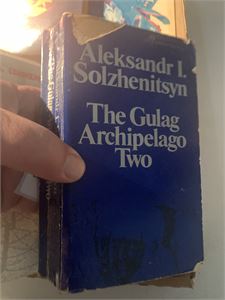 Aleksandr I.
Solzhenitsyn
The Gulag
Archipelago
Two